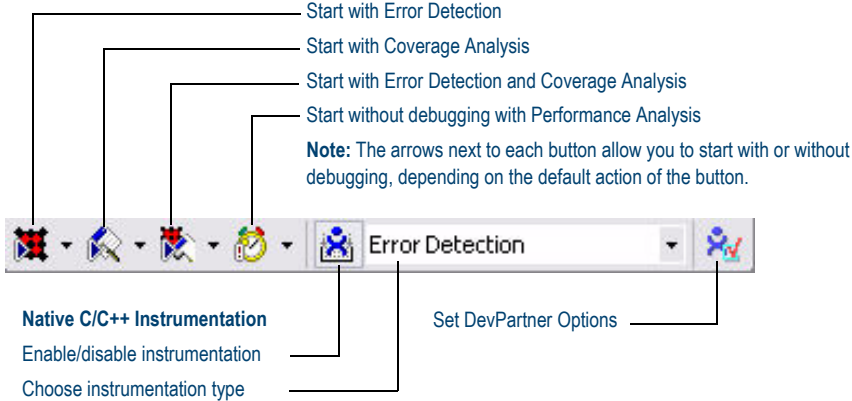 Start with Error Detection
Start with Coverage Analysis
Start with Error Detection and Coverage Analysis
Start without debugging with Performance Analysis
Note: The arrows next to each button allow you to start with or without
debugging, depending on the default action of the button.
Error Detection
Native C/C++ Instrumentation
Enable/disable instrumentation
Choose instrumentation type
Set DevPartner Options